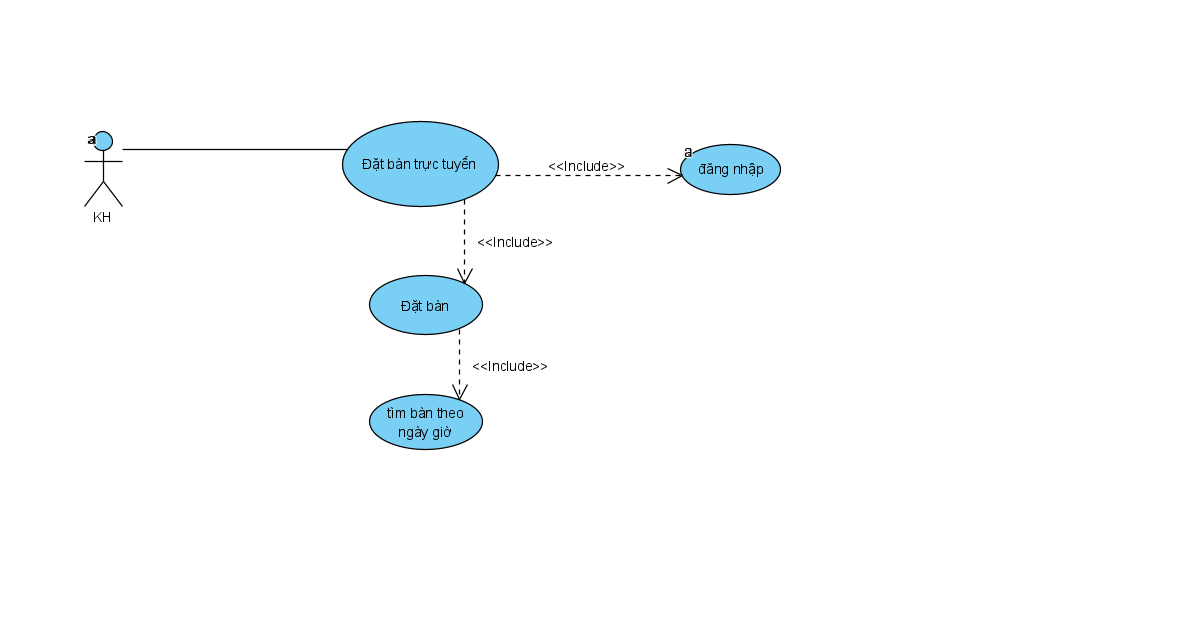 a
KH
Đặt bàn trực tuyến
<<Include>>
a
đăng nhập
<<Include>>
Đặt bàn
<<Include>>
tìm bàn theo
ngày giờ